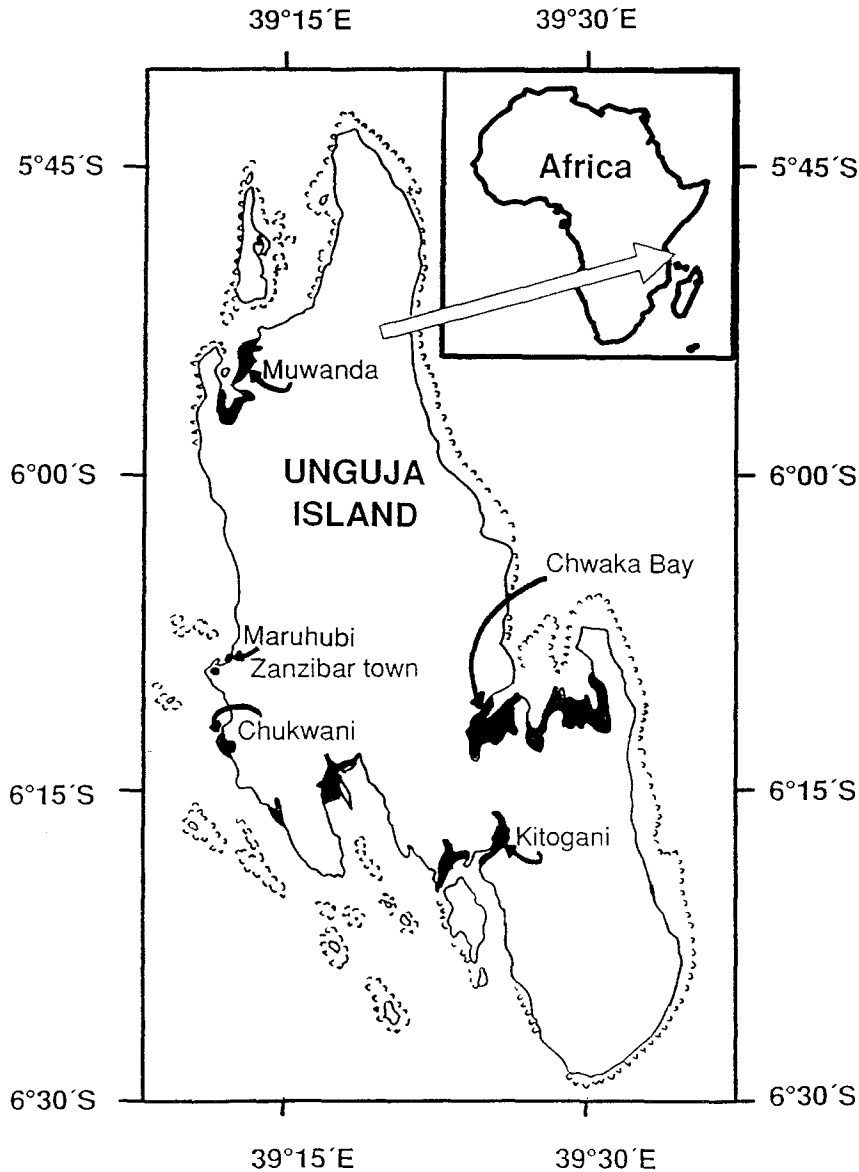 39°15´E 39°30´E
5°45´S 5°45´S
Africa
Muwanda
6°00´S 6°00´S
UNGUJA
ISLAND
Chwaka Bay
Maruhubi
Zanzibar town
Chukwani
6°15´S 6°15´S
Kitogani
6°30´S 6°30´S
39°15´E 39°30´E